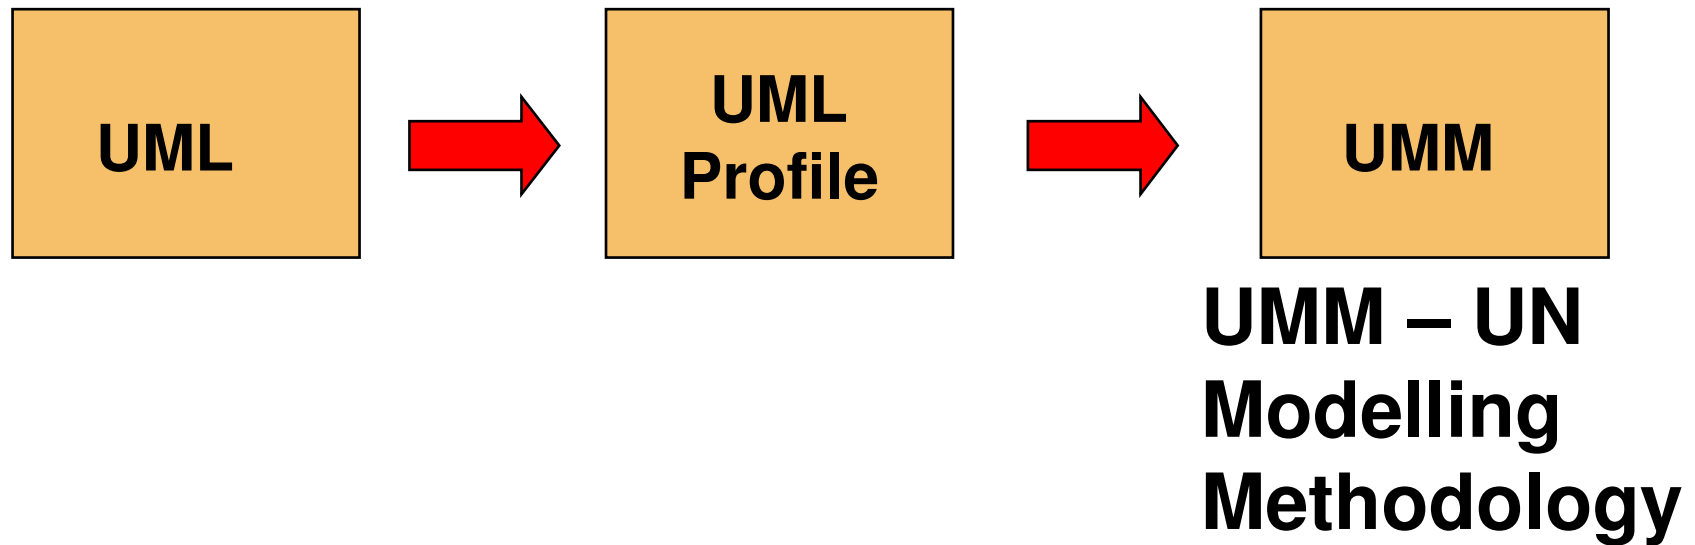 UML
UML
Profile
UMM
UMM – UN
Modelling
Methodology